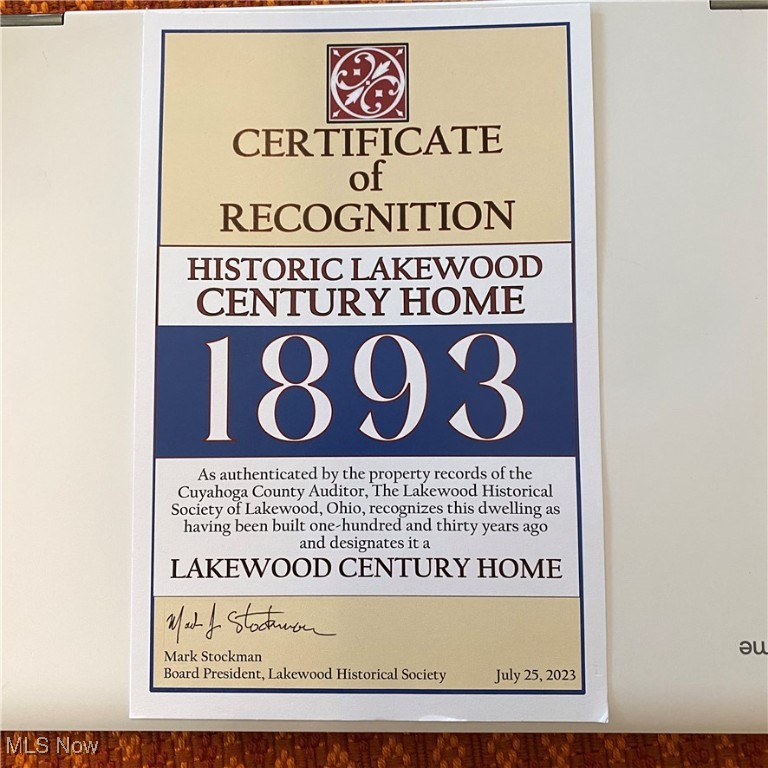 CERTIFICATE
of
RECOGNITION
HISTORIC LAKEWOOD
CENTURY HOME
1893
As authenticated by the property records of the
Cuyahoga County Auditor, The Lakewood Historical
Society of Lakewood, Ohio, recognizes this dwelling as
having been built one-hundred and thirty years ago
and designates it a
LAKEWOOD CENTURY HOME
Mark J. Stockman
Mark Stockman
Board President, Lakewood Historical Society July 25, 2023
MLS Now